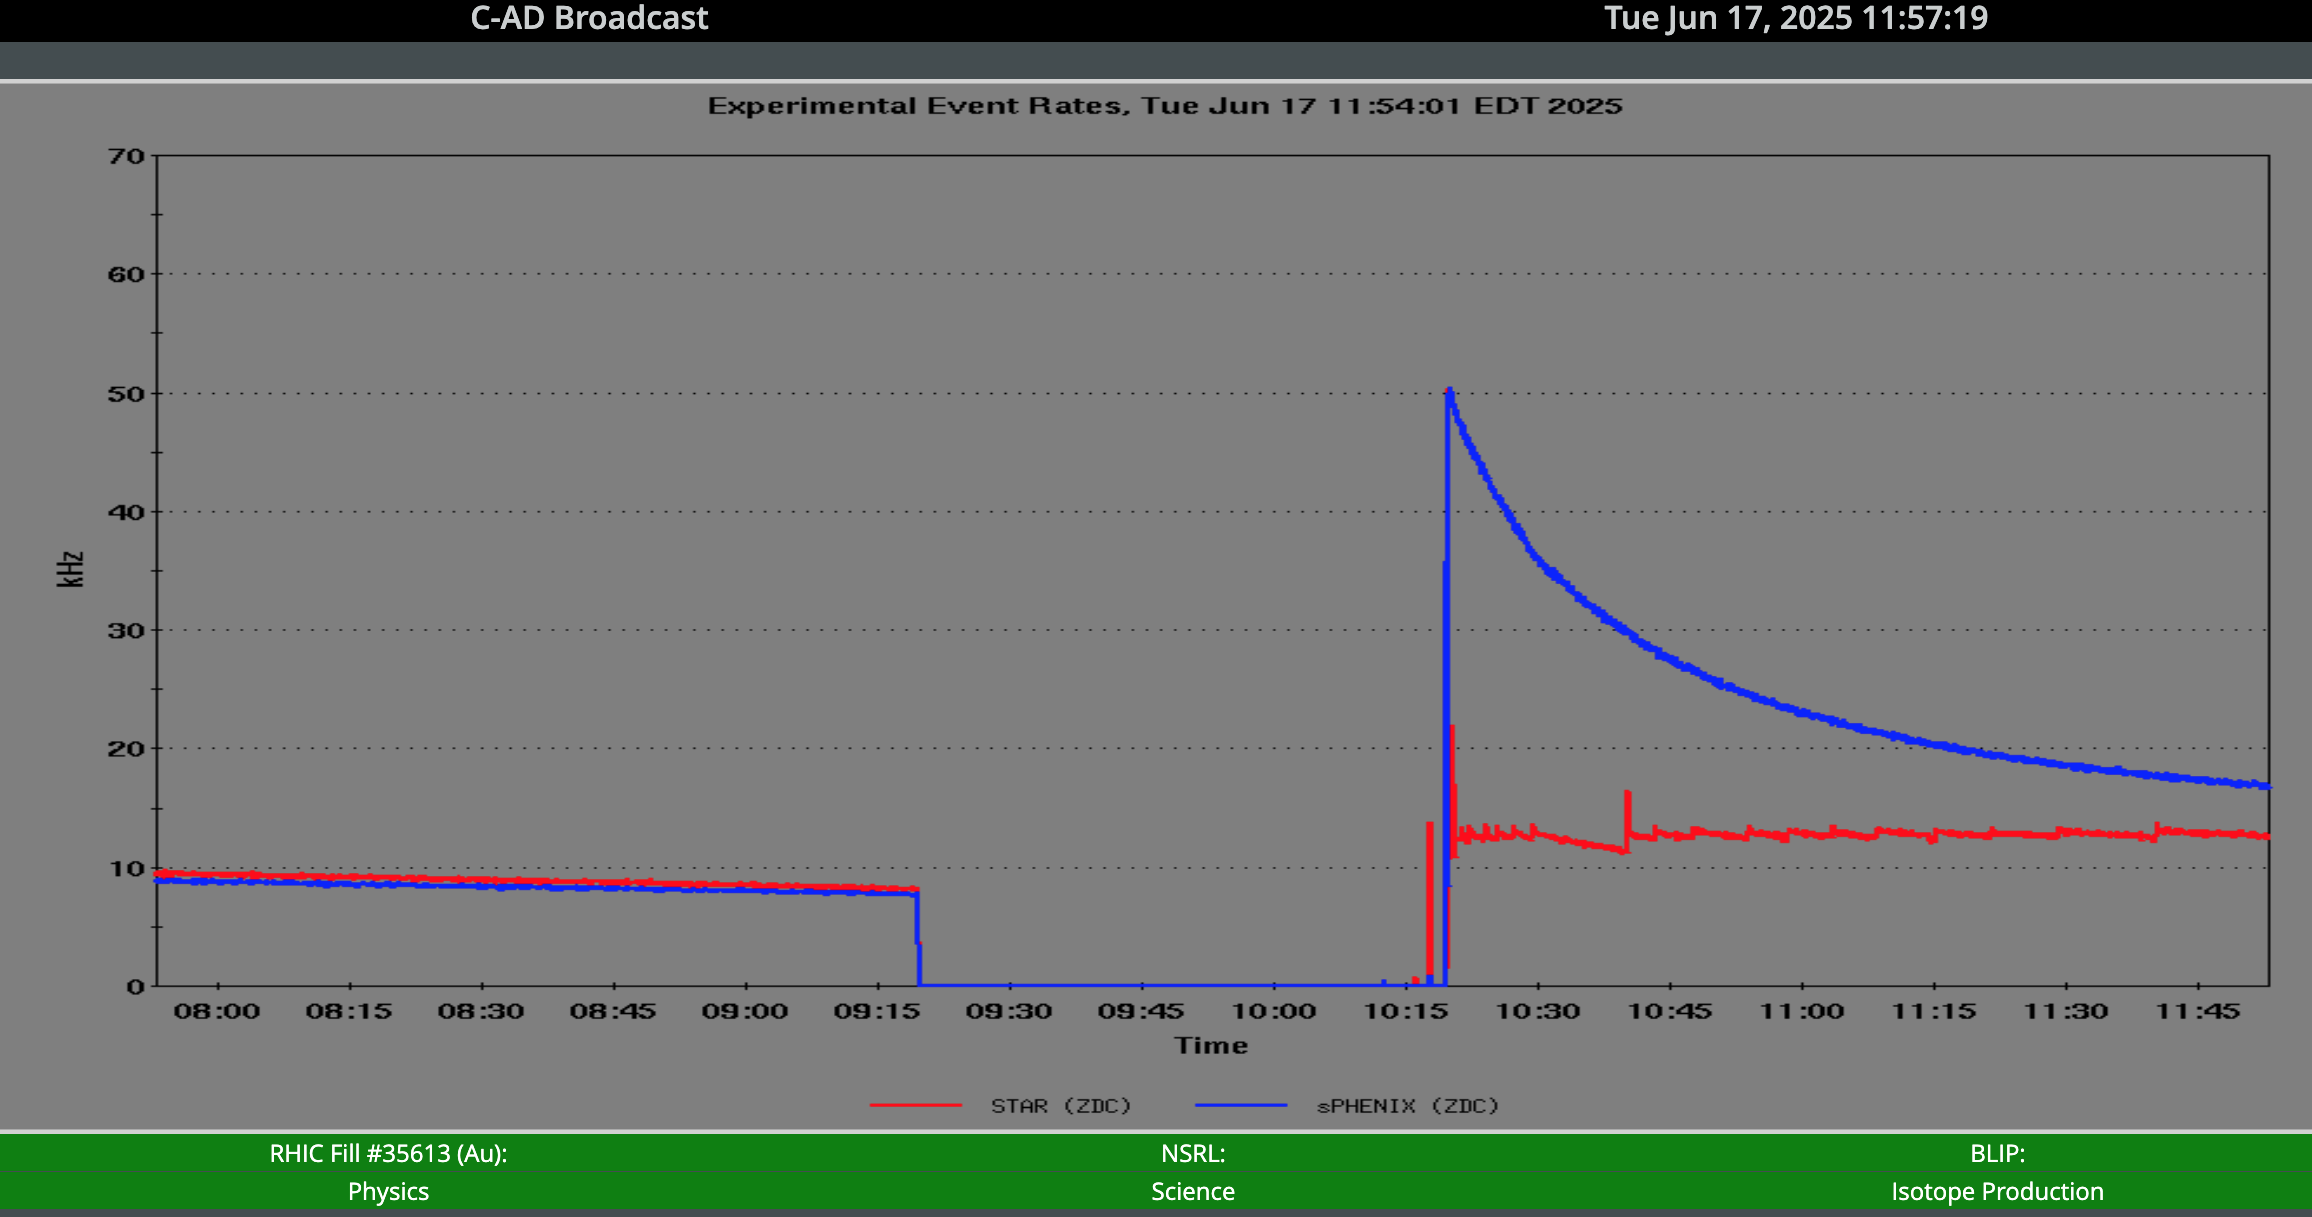 C-AD Broadcast
Tue Jun 17, 2025 11:57:19
Experimental Event Rates, Tue Jun 17 11:54:01 EDT 2025
70
60
50
40
30
20
10
0
kHz
08:00 08:15 08:30 08:45 09:00 09:15 09:30 09:45 10:00 10:15 10:30 10:45 11:00 11:15 11:30 11:45
Time
STAR (ZDC) sPHENIX (ZDC)
RHIC Fill #35613 (Au): NSRL: BLIP:
Physics Science Isotope Production